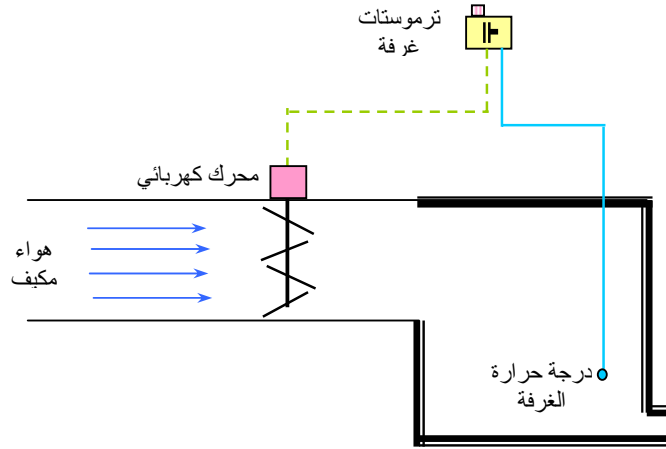 ترموستات
غرفة
محرك كهربائي
هواء
مكيف
درجة حرارة
الغرفة